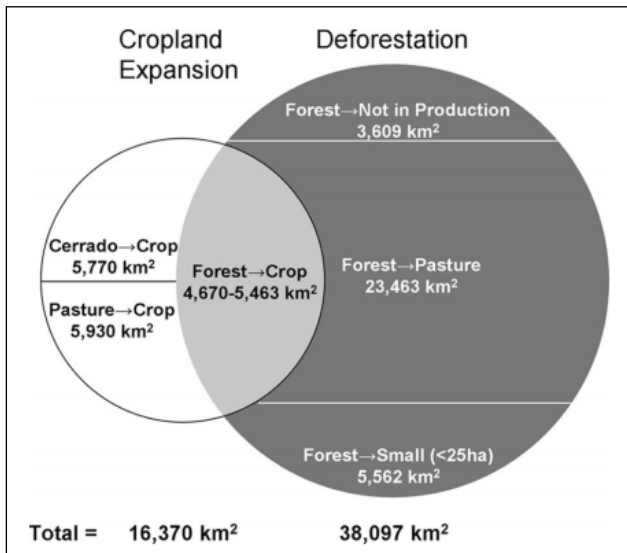 Cropland
Expansion
Deforestation
Forest→Not in Production
3,609 km²
Cerrado→Crop
5,770 km²
Pasture→Crop
5,930 km²
Forest→Crop
4,670-5,463 km²
Forest→Pasture
23,463 km²
Forest→Small (<25ha)
5,562 km²
Total = 16,370 km² 38,097 km²